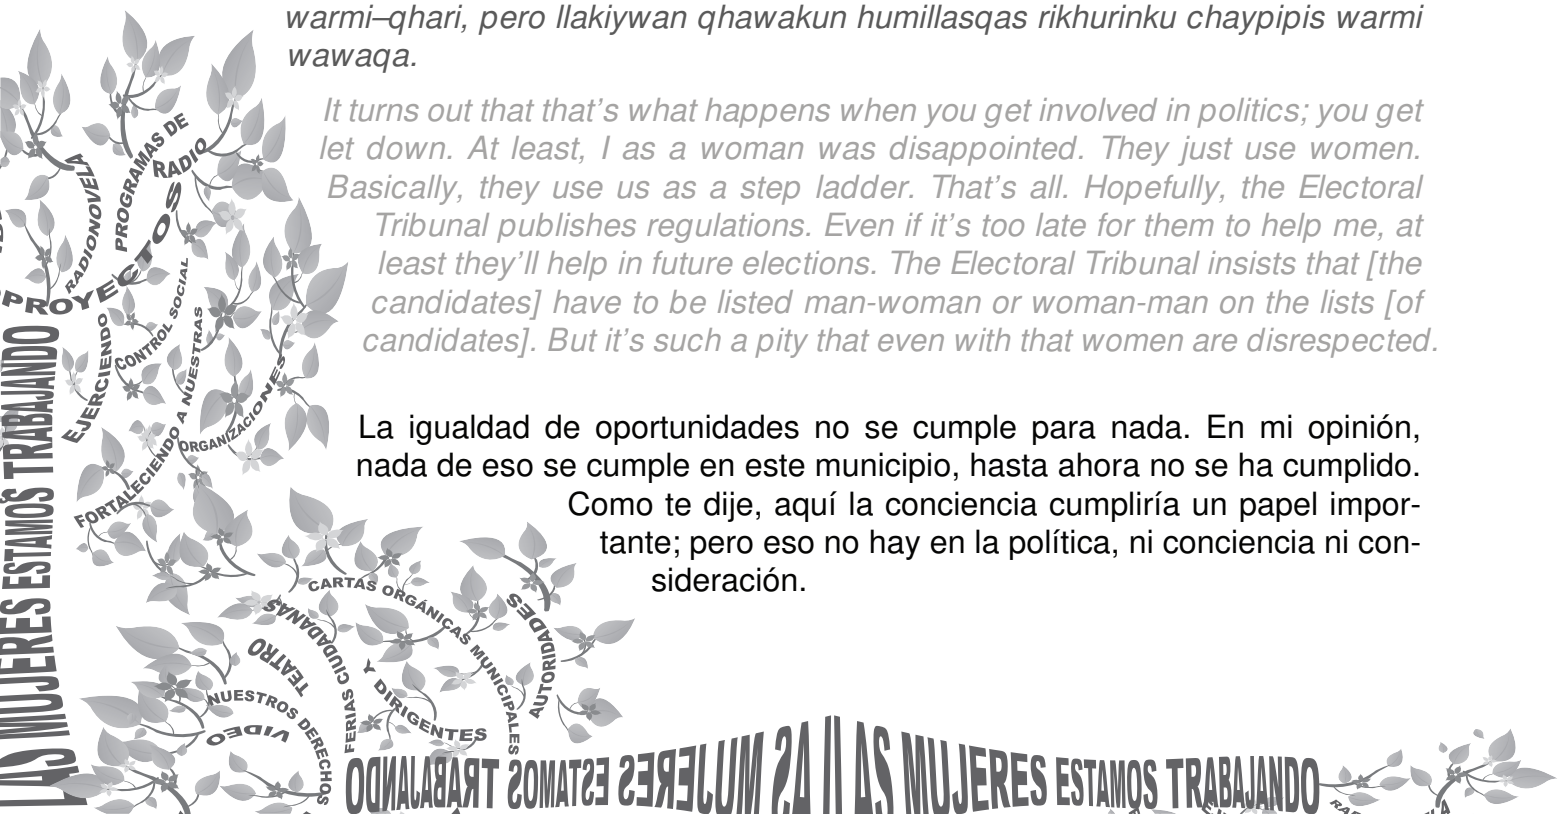 warmi–qhari, pero llakiywan qhawakun humillasqas rikhurinku chaypipis warmi
wawaqa.
It turns out that that's what happens when you get involved in politics; you get
let down. At least, I as a woman was disappointed. They just use women.
Basically, they use us as a step ladder. That's all. Hopefully, the Electoral
Tribunal publishes regulations. Even if it's too late for them to help me, at
least they'll help in future elections. The Electoral Tribunal insists that [the
candidates] have to be listed man-woman or woman-man on the lists [of
candidates]. But it's such a pity that even with that women are disrespected.
La igualdad de oportunidades no se cumple para nada. En mi opinión,
nada de eso se cumple en este municipio, hasta ahora no se ha cumplido.
Como te dije, aquí la conciencia cumpliría un papel impor-
tante; pero eso no hay en la política, ni conciencia ni con-
sideración.
PROGRAMAS DE
RADIO
RADIONOVELA
PROYECTOS
EJERCIENDO
CONTROL SOCIAL
FORTALECIENDO A NUESTRAS
ORGANIZACIONES
LAS MUJERES ESTAMOS TRABAJANDO
CARTAS ORGÁNICAS MUNICIPALES
AUTORIDADES
Y DIRIGENTES
FERIAS CIUDADANAS
TEATRO
NUESTROS DERECHOS
VIDEO
LAS MUJERES ESTAMOS TRABAJANDO
LAS MUJERES ESTAMOS TRABAJANDO